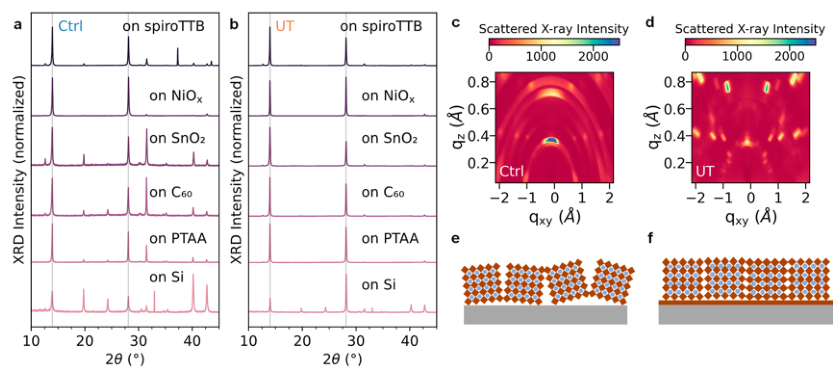 a
Ctrl
on spiroTTB
on NiOₓ
on SnO₂
on C₆₀
on PTAA
on Si
XRD Intensity (normalized)
10 20 30 40
2θ (°)
b
UT
on spiroTTB
on NiOₓ
on SnO₂
on C₆₀
on PTAA
on Si
XRD Intensity (normalized)
10 20 30 40
2θ (°)
c
Scattered X-ray Intensity
0 1000 2000
0.8
0.6
0.4
0.2
q_z (Å)
Ctrl
-2 -1 0 1 2
q_xy (Å)
d
Scattered X-ray Intensity
0 1000 2000
0.8
0.6
0.4
0.2
q_z (Å)
UT
-2 -1 0 1 2
q_xy (Å)
e
f